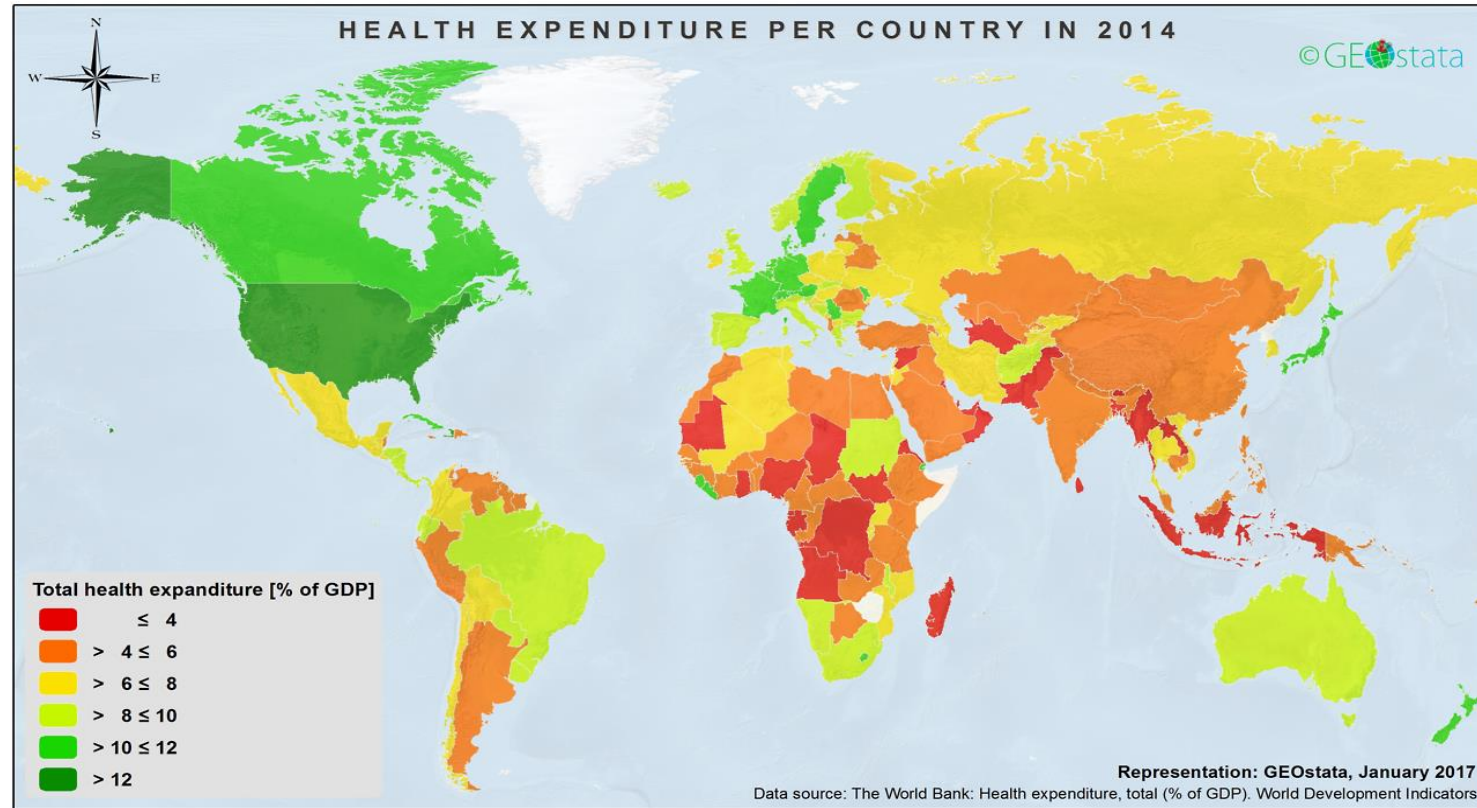 HEALTH EXPENDITURE PER COUNTRY IN 2014
N
W E
S
©GEOstata
Total health expanditure [% of GDP]
≤ 4
> 4 ≤ 6
> 6 ≤ 8
> 8 ≤ 10
> 10 ≤ 12
> 12
Representation: GEOstata, January 2017
Data source: The World Bank: Health expenditure, total (% of GDP). World Development Indicators